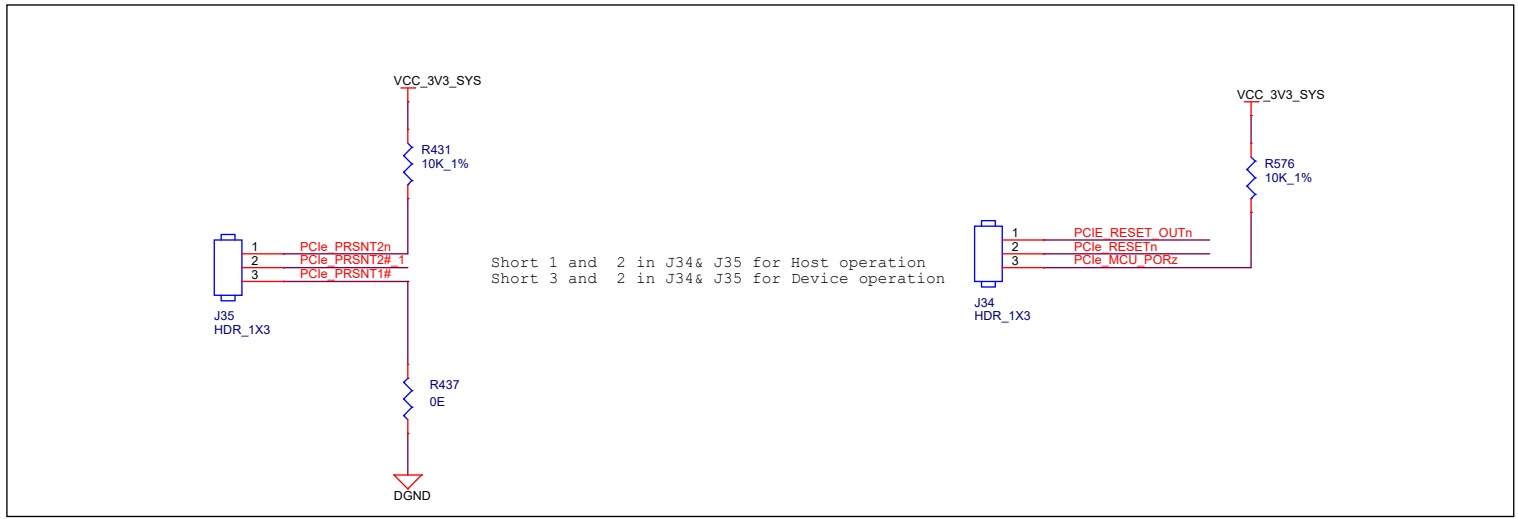 VCC_3V3_SYS
R431
10K_1%
1 PCIe_PRSNT2n
2 PCIe_PRSNT2#_1
3 PCIe_PRSNT1#
J35
HDR_1X3
R437
0E
DGND
Short 1 and  2 in J34& J35 for Host operation
Short 3 and  2 in J34& J35 for Device operation
VCC_3V3_SYS
R576
10K_1%
1 PCIE_RESET_OUTn
2 PCIe_RESETn
3 PCIe_MCU_PORz
J34
HDR_1X3